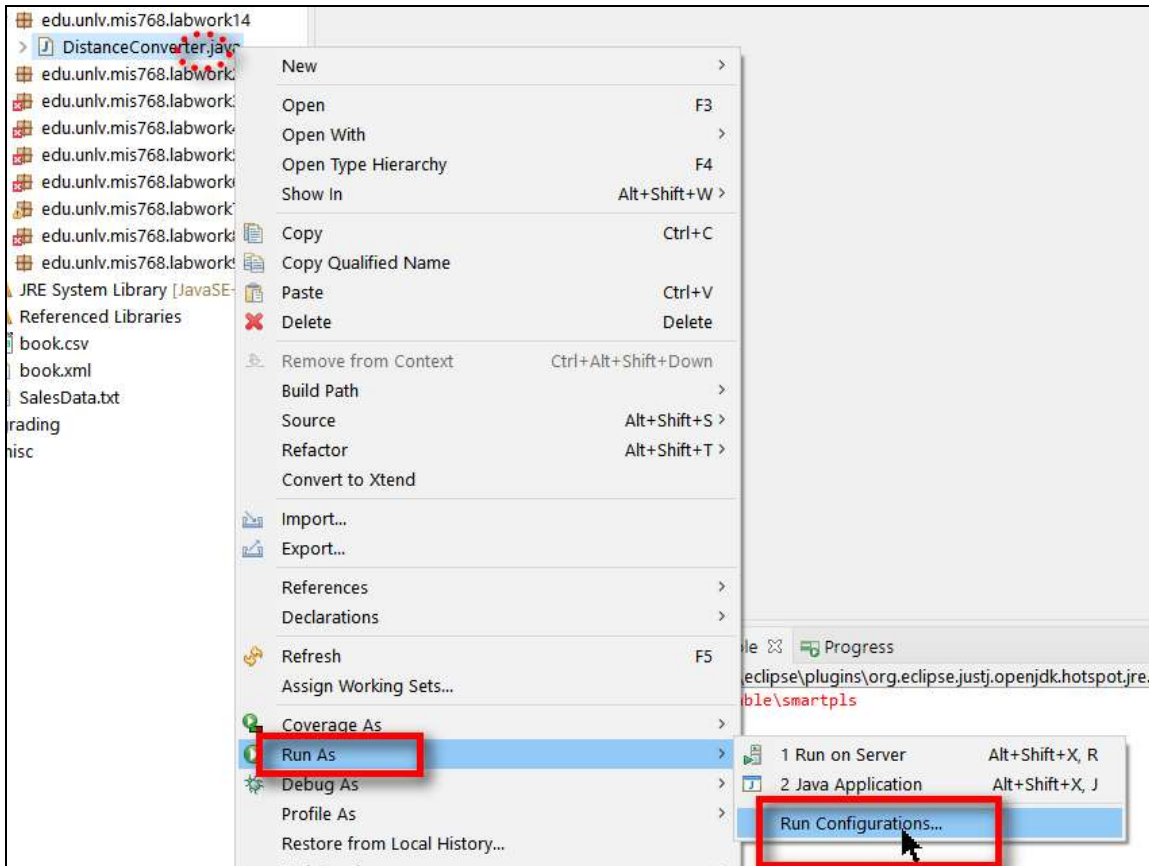 edu.unlv.mis768.labwork14
> DistanceConverter.java
edu.unlv.mis768.labwork
edu.unlv.mis768.labwork
edu.unlv.mis768.labwork
edu.unlv.mis768.labwork
edu.unlv.mis768.labwork
edu.unlv.mis768.labwork
edu.unlv.mis768.labwork
edu.unlv.mis768.labwork
JRE System Library [JavaSE-
Referenced Libraries
book.csv
book.xml
SalesData.txt
rading
nisc
New >
Open F3
Open With >
Open Type Hierarchy F4
Show In Alt+Shift+W >
Copy Ctrl+C
Copy Qualified Name
Paste Ctrl+V
Delete Delete
Remove from Context Ctrl+Alt+Shift+Down
Build Path >
Source Alt+Shift+S >
Refactor Alt+Shift+T >
Convert to Xtend
Import...
Export...
References >
Declarations >
Refresh F5
Assign Working Sets...
Coverage As >
Run As >
Debug As >
Profile As >
Restore from Local History...
le Progress
\eclipse\plugins\org.eclipse.justj.openjdk.hotspot.jre.
ble\smartpls
1 Run on Server Alt+Shift+X, R
2 Java Application Alt+Shift+X, J
Run Configurations...